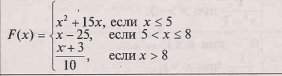 F(x) = { x² + 15x, если x ≤ 5
x − 25, если 5 < x ≤ 8
x + 3 / 10, если x > 8